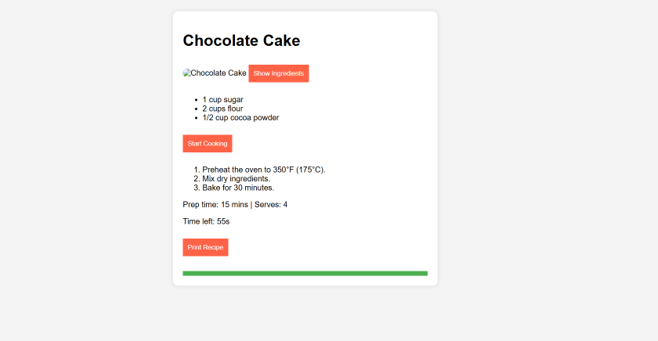 Chocolate Cake
Chocolate Cake Show Ingredients
1 cup sugar
2 cups flour
1/2 cup cocoa powder
Start Cooking
1. Preheat the oven to 350°F (175°C).
2. Mix dry ingredients.
3. Bake for 30 minutes.
Prep time: 15 mins | Serves: 4
Time left: 55s
Print Recipe